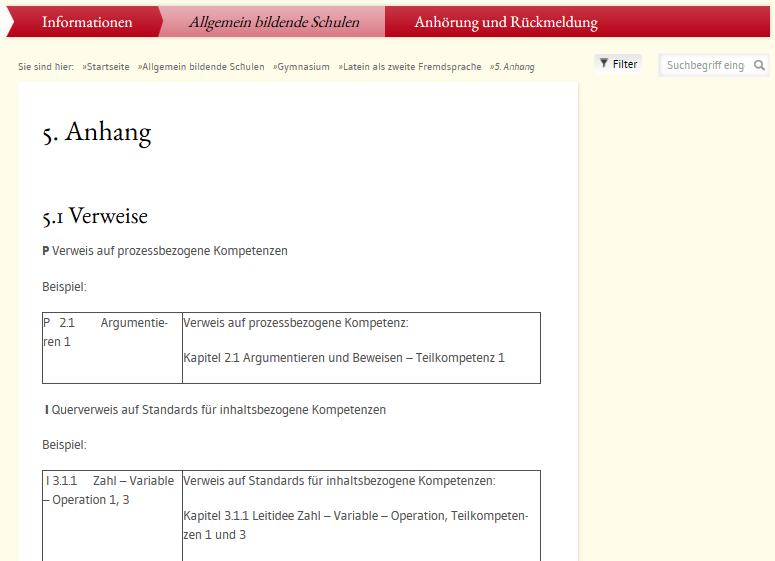 Informationen Allgemein bildende Schulen Anhörung und Rückmeldung
Sie sind hier: »Startseite »Allgemein bildende Schulen »Gymnasium »Latein als zweite Fremdsprache »5. Anhang Filter Suchbegriff eing
5. Anhang
5.1 Verweise
P Verweis auf prozessbezogene Kompetenzen
Beispiel:
P 2.1 Argumentie-
ren 1
Verweis auf prozessbezogene Kompetenz:
Kapitel 2.1 Argumentieren und Beweisen – Teilkompetenz 1
I Querverweis auf Standards für inhaltsbezogene Kompetenzen
Beispiel:
I 3.1.1 Zahl – Variable
– Operation 1, 3
Verweis auf Standards für inhaltsbezogene Kompetenzen:
Kapitel 3.1.1 Leitidee Zahl – Variable – Operation, Teilkompeten-
zen 1 und 3